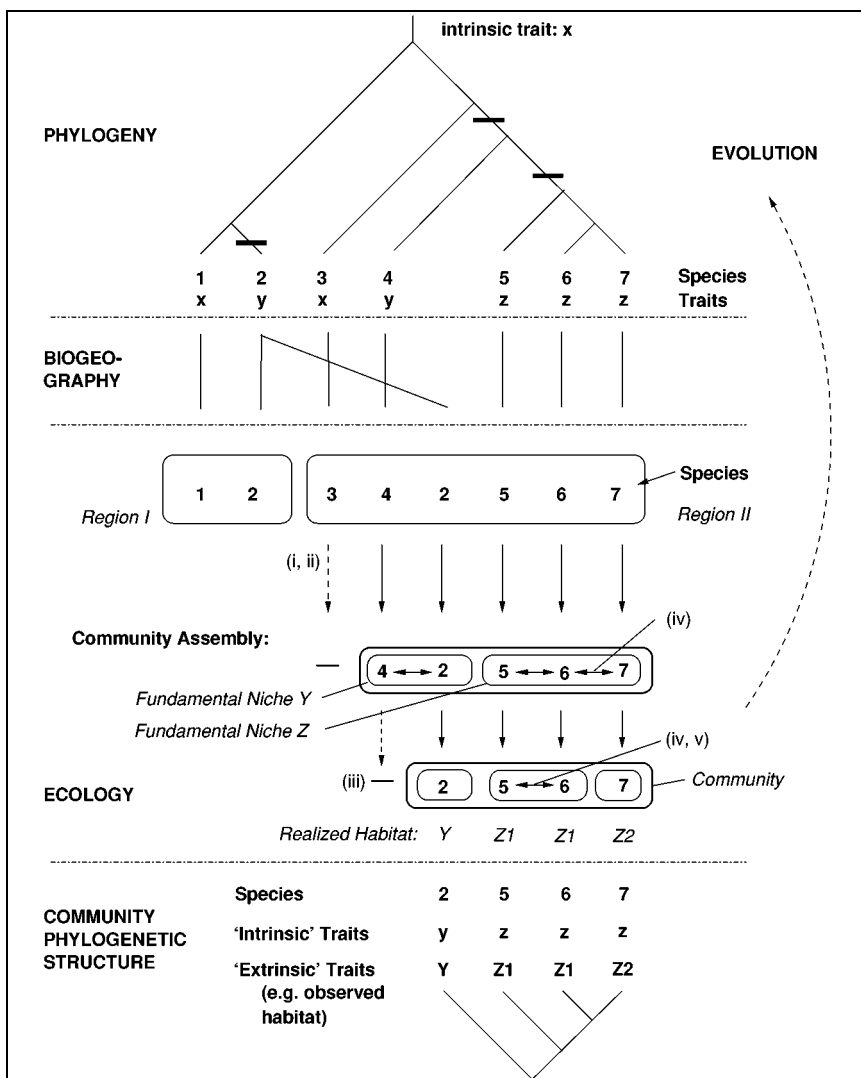 intrinsic trait: x
PHYLOGENY
EVOLUTION
1 2 3 4 5 6 7 Species
x y x y z z z Traits
BIOGEO-
GRAPHY
Species
1 2 3 4 2 5 6 7
Region I Region II
(i, ii)
(iv)
Community Assembly:
4 2 5 6 7
Fundamental Niche Y
Fundamental Niche Z
(iv, v)
(iii)
2 5 6 7 Community
ECOLOGY
Realized Habitat: Y Z1 Z1 Z2
Species 2 5 6 7
COMMUNITY
PHYLOGENETIC
STRUCTURE
'Intrinsic' Traits y z z z
'Extrinsic' Traits Y Z1 Z1 Z2
(e.g. observed
habitat)